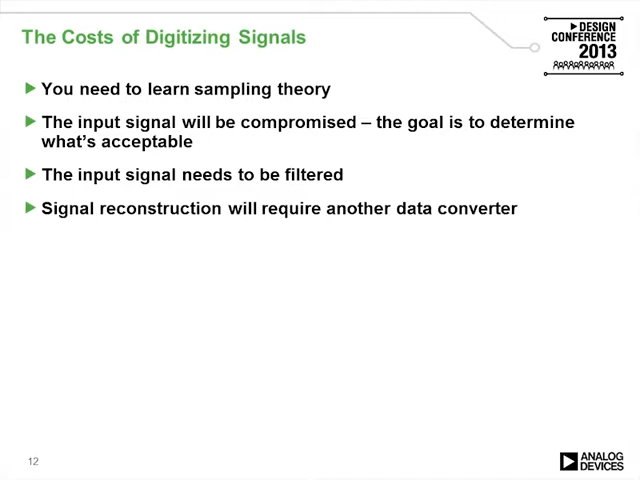 The Costs of Digitizing Signals
DESIGN
CONFERENCE
2013
You need to learn sampling theory
The input signal will be compromised – the goal is to determine
what's acceptable
The input signal needs to be filtered
Signal reconstruction will require another data converter
12
ANALOG
DEVICES